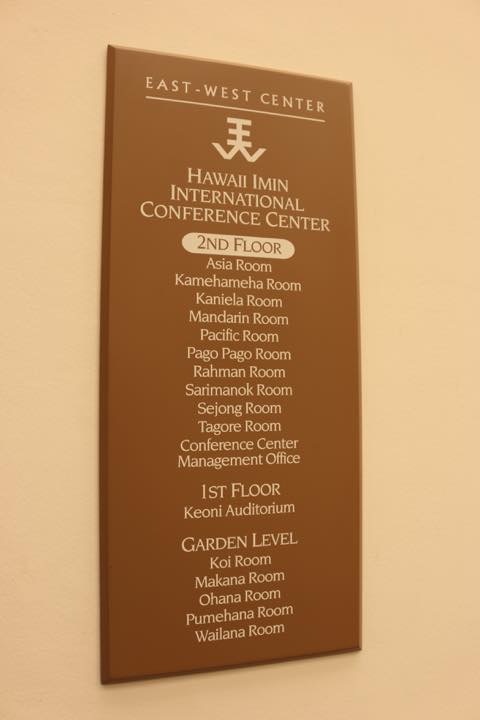 EAST-WEST CENTER
HAWAII IMIN
INTERNATIONAL
CONFERENCE CENTER
2ND FLOOR
Asia Room
Kamehameha Room
Kaniela Room
Mandarin Room
Pacific Room
Pago Pago Room
Rahman Room
Sarimanok Room
Sejong Room
Tagore Room
Conference Center
Management Office
1ST FLOOR
Keoni Auditorium
GARDEN LEVEL
Koi Room
Makana Room
Ohana Room
Pumehana Room
Wailana Room